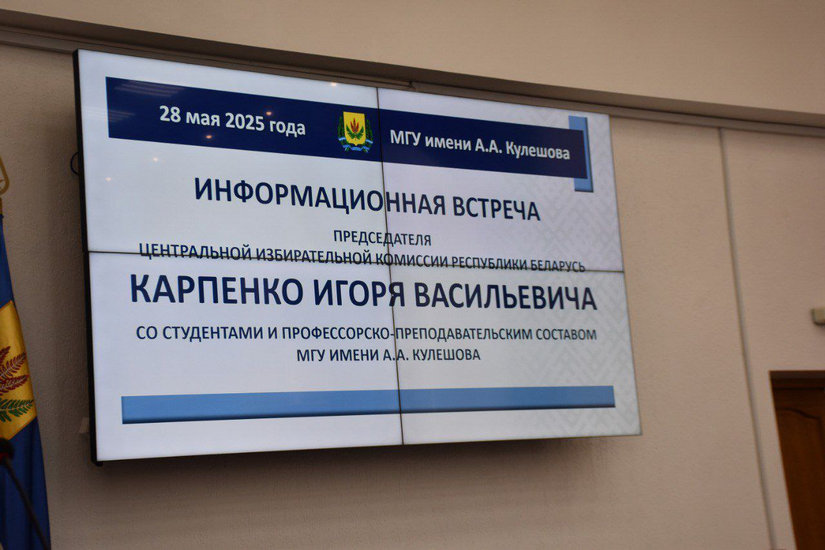 28 мая 2025 года
МГУ имени А.А. Кулешова
ИНФОРМАЦИОННАЯ ВСТРЕЧА
ПРЕДСЕДАТЕЛЯ
ЦЕНТРАЛЬНОЙ ИЗБИРАТЕЛЬНОЙ КОМИССИИ РЕСПУБЛИКИ БЕЛАРУСЬ
КАРПЕНКО ИГОРЯ ВАСИЛЬЕВИЧА
СО СТУДЕНТАМИ И ПРОФЕССОРСКО-ПРЕПОДАВАТЕЛЬСКИМ СОСТАВОМ
МГУ ИМЕНИ А.А. КУЛЕШОВА